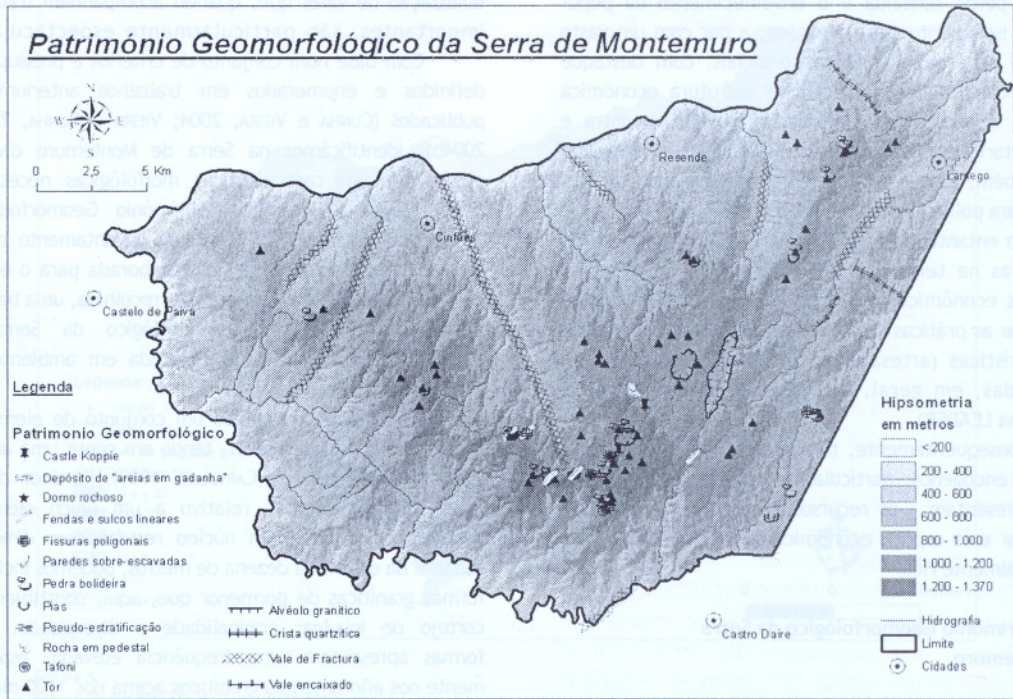 Património Geomorfológico da Serra de Montemuro
0 2,5 5 Km
Resende
Lamego
Cinfães
Castelo de Paiva
Castro Daire
Legenda
Patrimonio Geomorfológico
Castle Koppie
Depósito de "areias em gadanha"
Domo rochoso
Fendas e sulcos lineares
Fissuras poligonais
Paredes sobre-escavadas
Pedra bolideira
Pias
Pseudo-estratificação
Rocha em pedestal
Tafoni
Tor
Alvéolo granítico
Crista quartzítica
Vale de Fractura
Vale encaixado
Hipsometria
em metros
<200
200 - 400
400 - 600
600 - 800
800 - 1.000
1.000 - 1.200
1.200 - 1.370
Hidrografia
Limite
Cidades